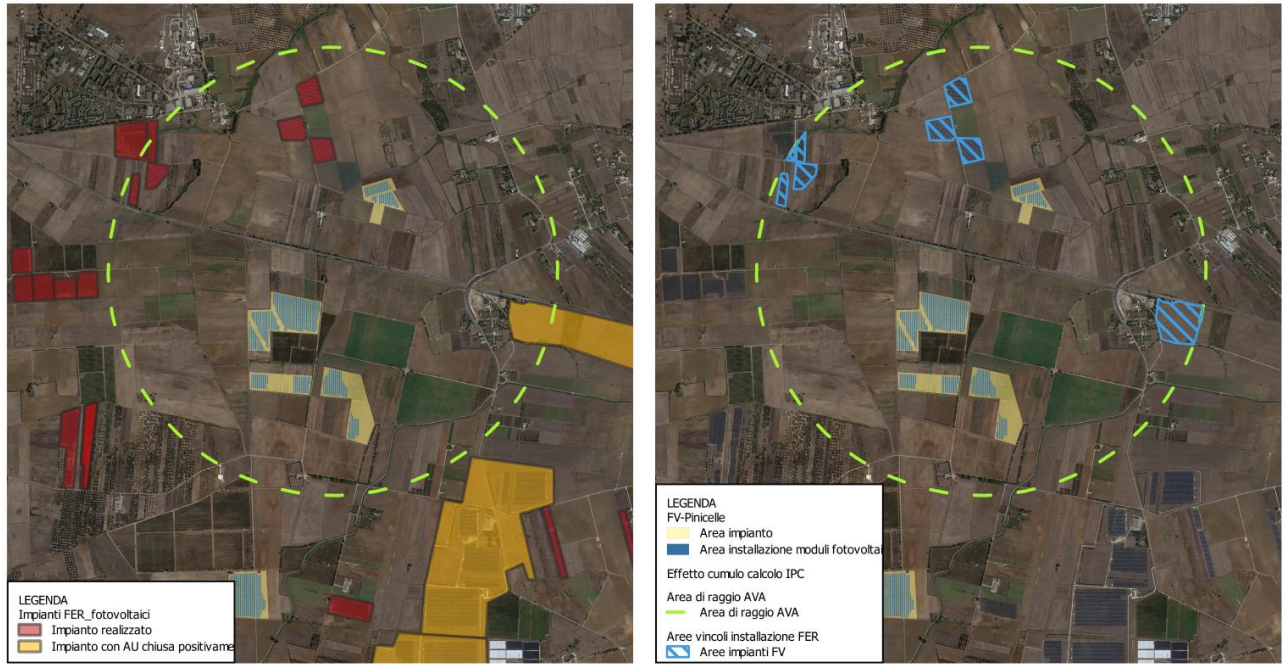 LEGENDA
Impianti FER_fotovoltaici
Impianto realizzato
Impianto con AU chiusa positivame
LEGENDA
FV-Pinicelle
Area impianto
Area installazione moduli fotovoltai
Effetto cumulo calcolo IPC
Area di raggio AVA
Area di raggio AVA
Aree vincoli installazione FER
Aree impianti FV